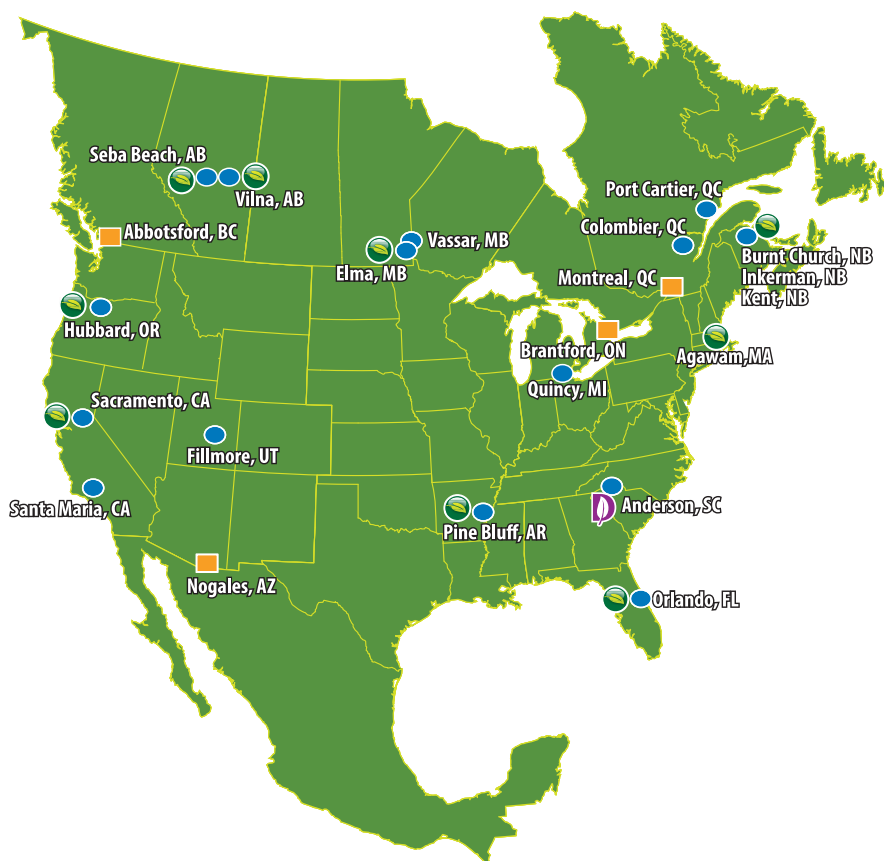 Seba Beach, AB
Vilna, AB
Port Cartier, QC
Abbotsford, BC
Vassar, MB
Colombier, QC
Elma, MB
Burnt Church, NB
Inkerman, NB
Kent, NB
Montreal, QC
Hubbard, OR
Brantford, ON
Agawam, MA
Quincy, MI
Sacramento, CA
Fillmore, UT
Santa Maria, CA
Anderson, SC
D
Pine Bluff, AR
Nogales, AZ
Orlando, FL